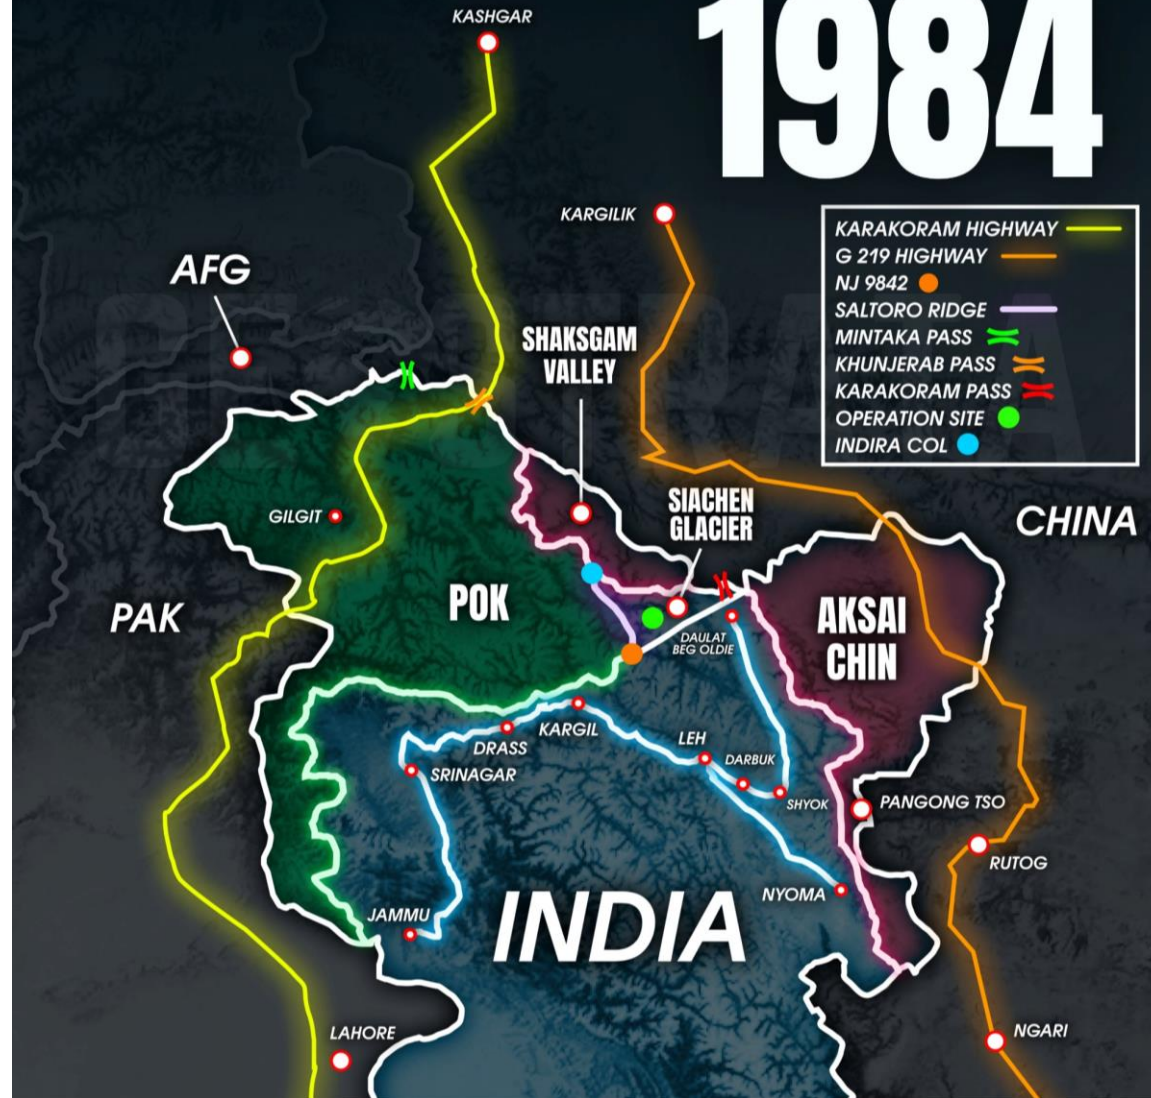 KASHGAR
1984
KARGILIK
KARAKORAM HIGHWAY
G 219 HIGHWAY
NJ 9842
SALTORO RIDGE
MINTAKA PASS
KHUNJERAB PASS
KARAKORAM PASS
OPERATION SITE
INDIRA COL
AFG
SHAKSGAM
VALLEY
SIACHEN
GLACIER
CHINA
GILGIT
PAK
POK
AKSAI
CHIN
DAULAT
BEG OLDIE
KARGIL
DRASS
LEH
DARBUK
SRINAGAR
SHYOK
PANGONG TSO
RUTOG
NYOMA
JAMMU
INDIA
LAHORE
NGARI